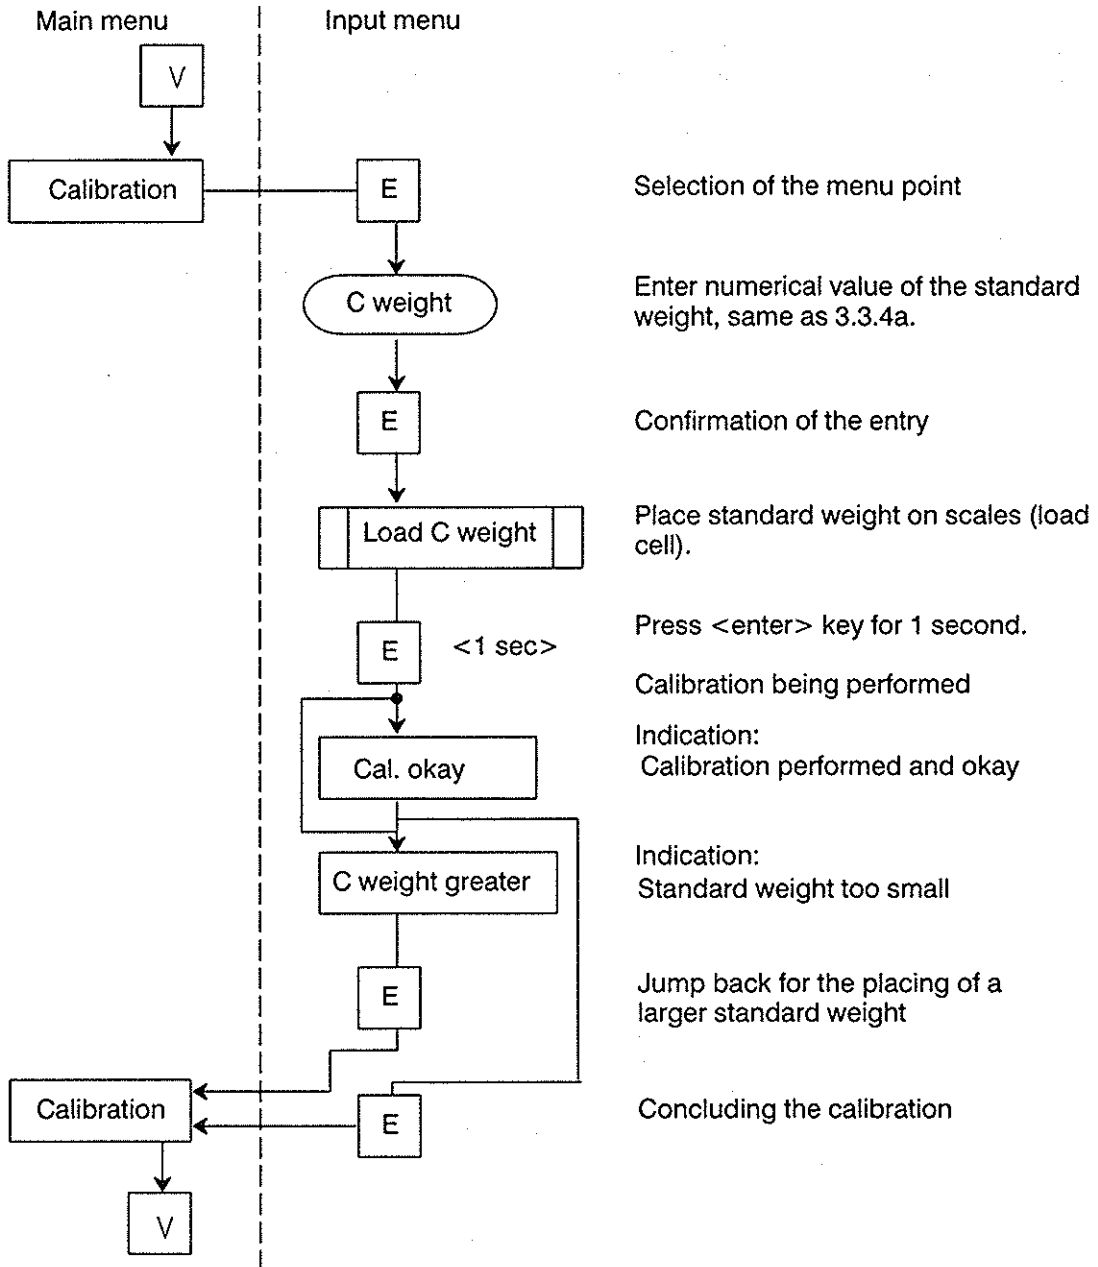 Main menu
Input menu
V
Calibration
E
Selection of the menu point
C weight
Enter numerical value of the standard
weight, same as 3.3.4a.
E
Confirmation of the entry
Load C weight
Place standard weight on scales (load
cell).
E
<1 sec>
Press <enter> key for 1 second.
Calibration being performed
Cal. okay
Indication:
Calibration performed and okay
C weight greater
Indication:
Standard weight too small
E
Jump back for the placing of a
larger standard weight
Calibration
E
Concluding the calibration
V